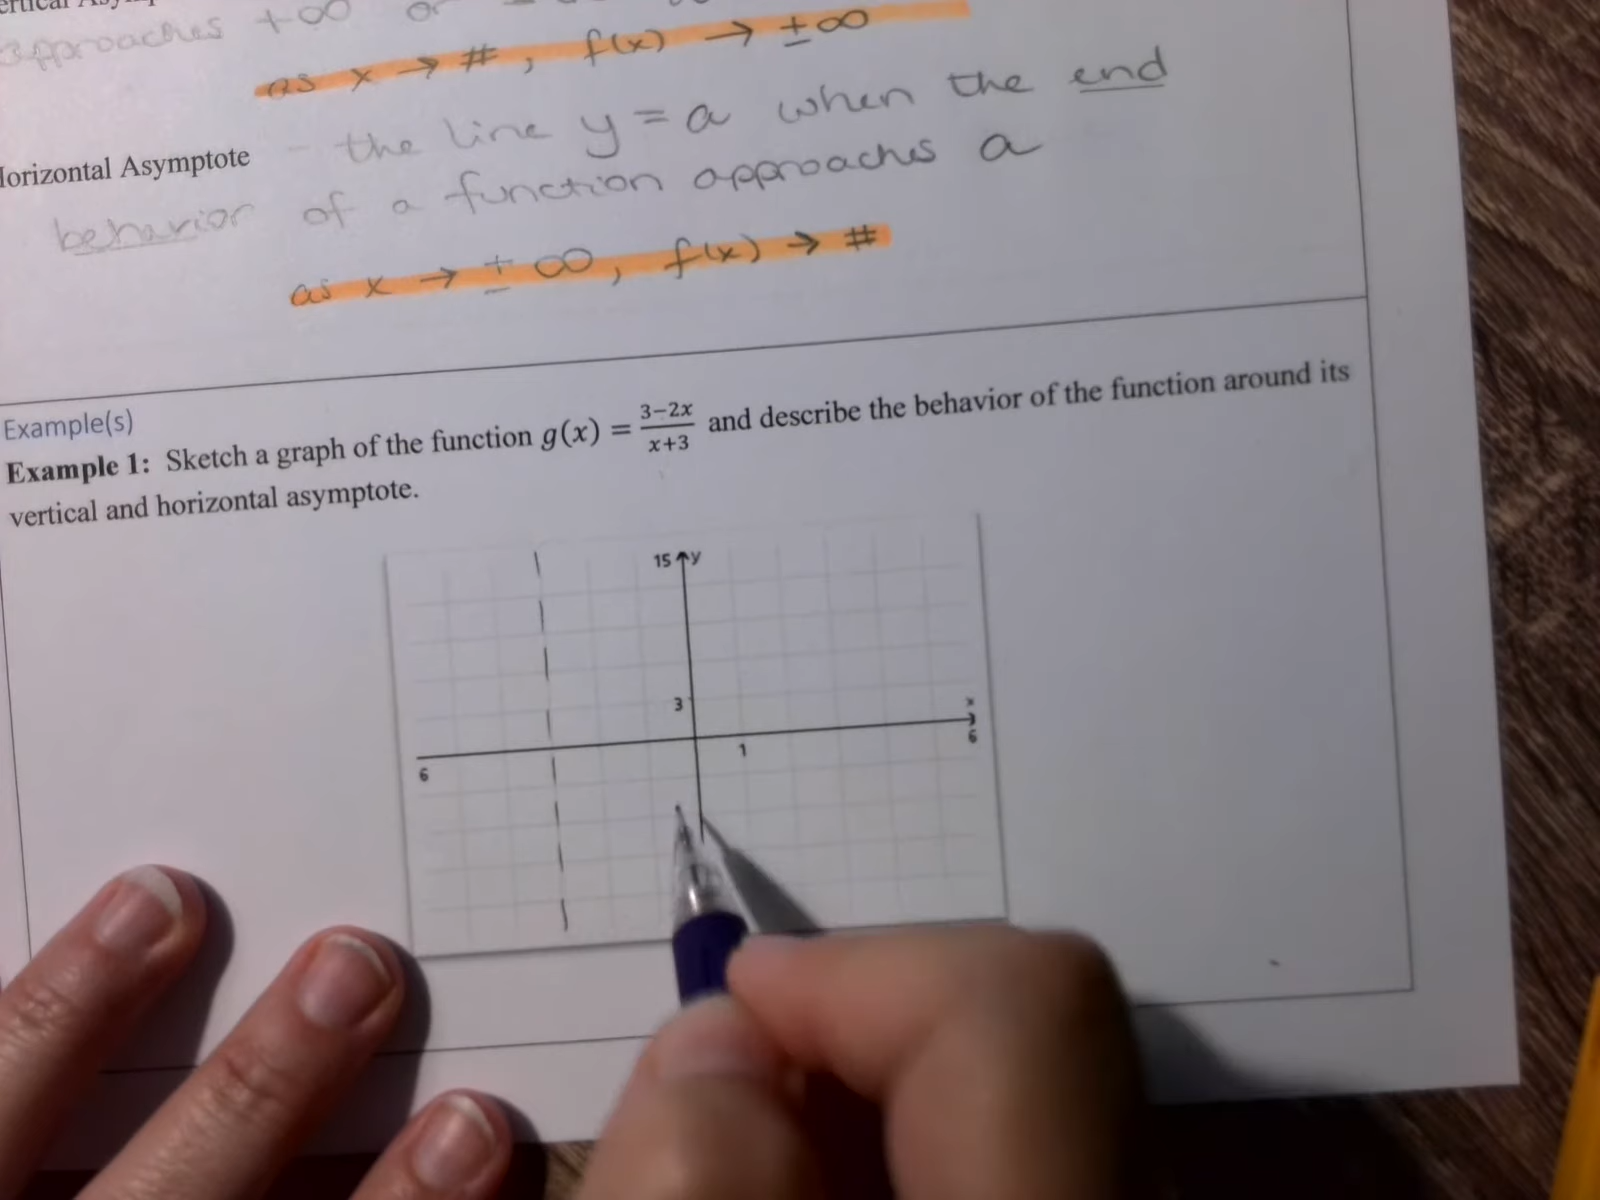 approaches +∞ or
as x → #, f(x) → ±∞
Horizontal Asymptote - the line y = a when the end
behavior of a function approaches a
as x → ±∞, f(x) → #
Example(s)
Example 1: Sketch a graph of the function g(x) = 3−2x / x+3 and describe the behavior of the function around its
vertical and horizontal asymptote.
15 y
3
x
6 1 6